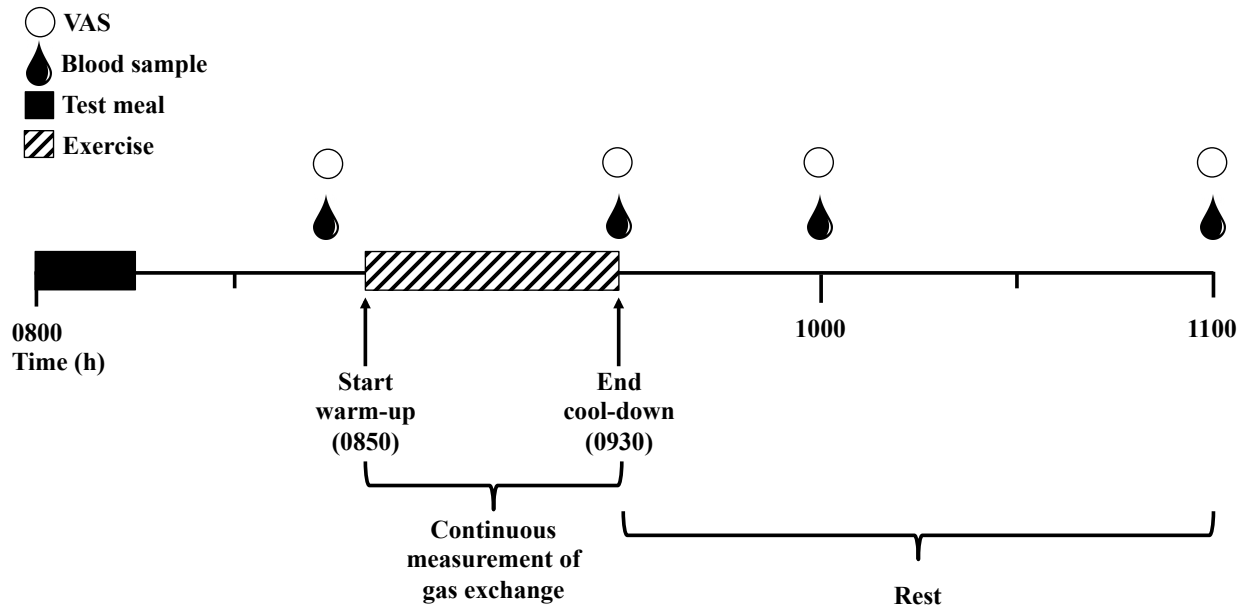 VAS
Blood sample
Test meal
Exercise
0800
Time (h)
1000
1100
Start
warm-up
(0850)
End
cool-down
(0930)
Continuous
measurement of
gas exchange
Rest